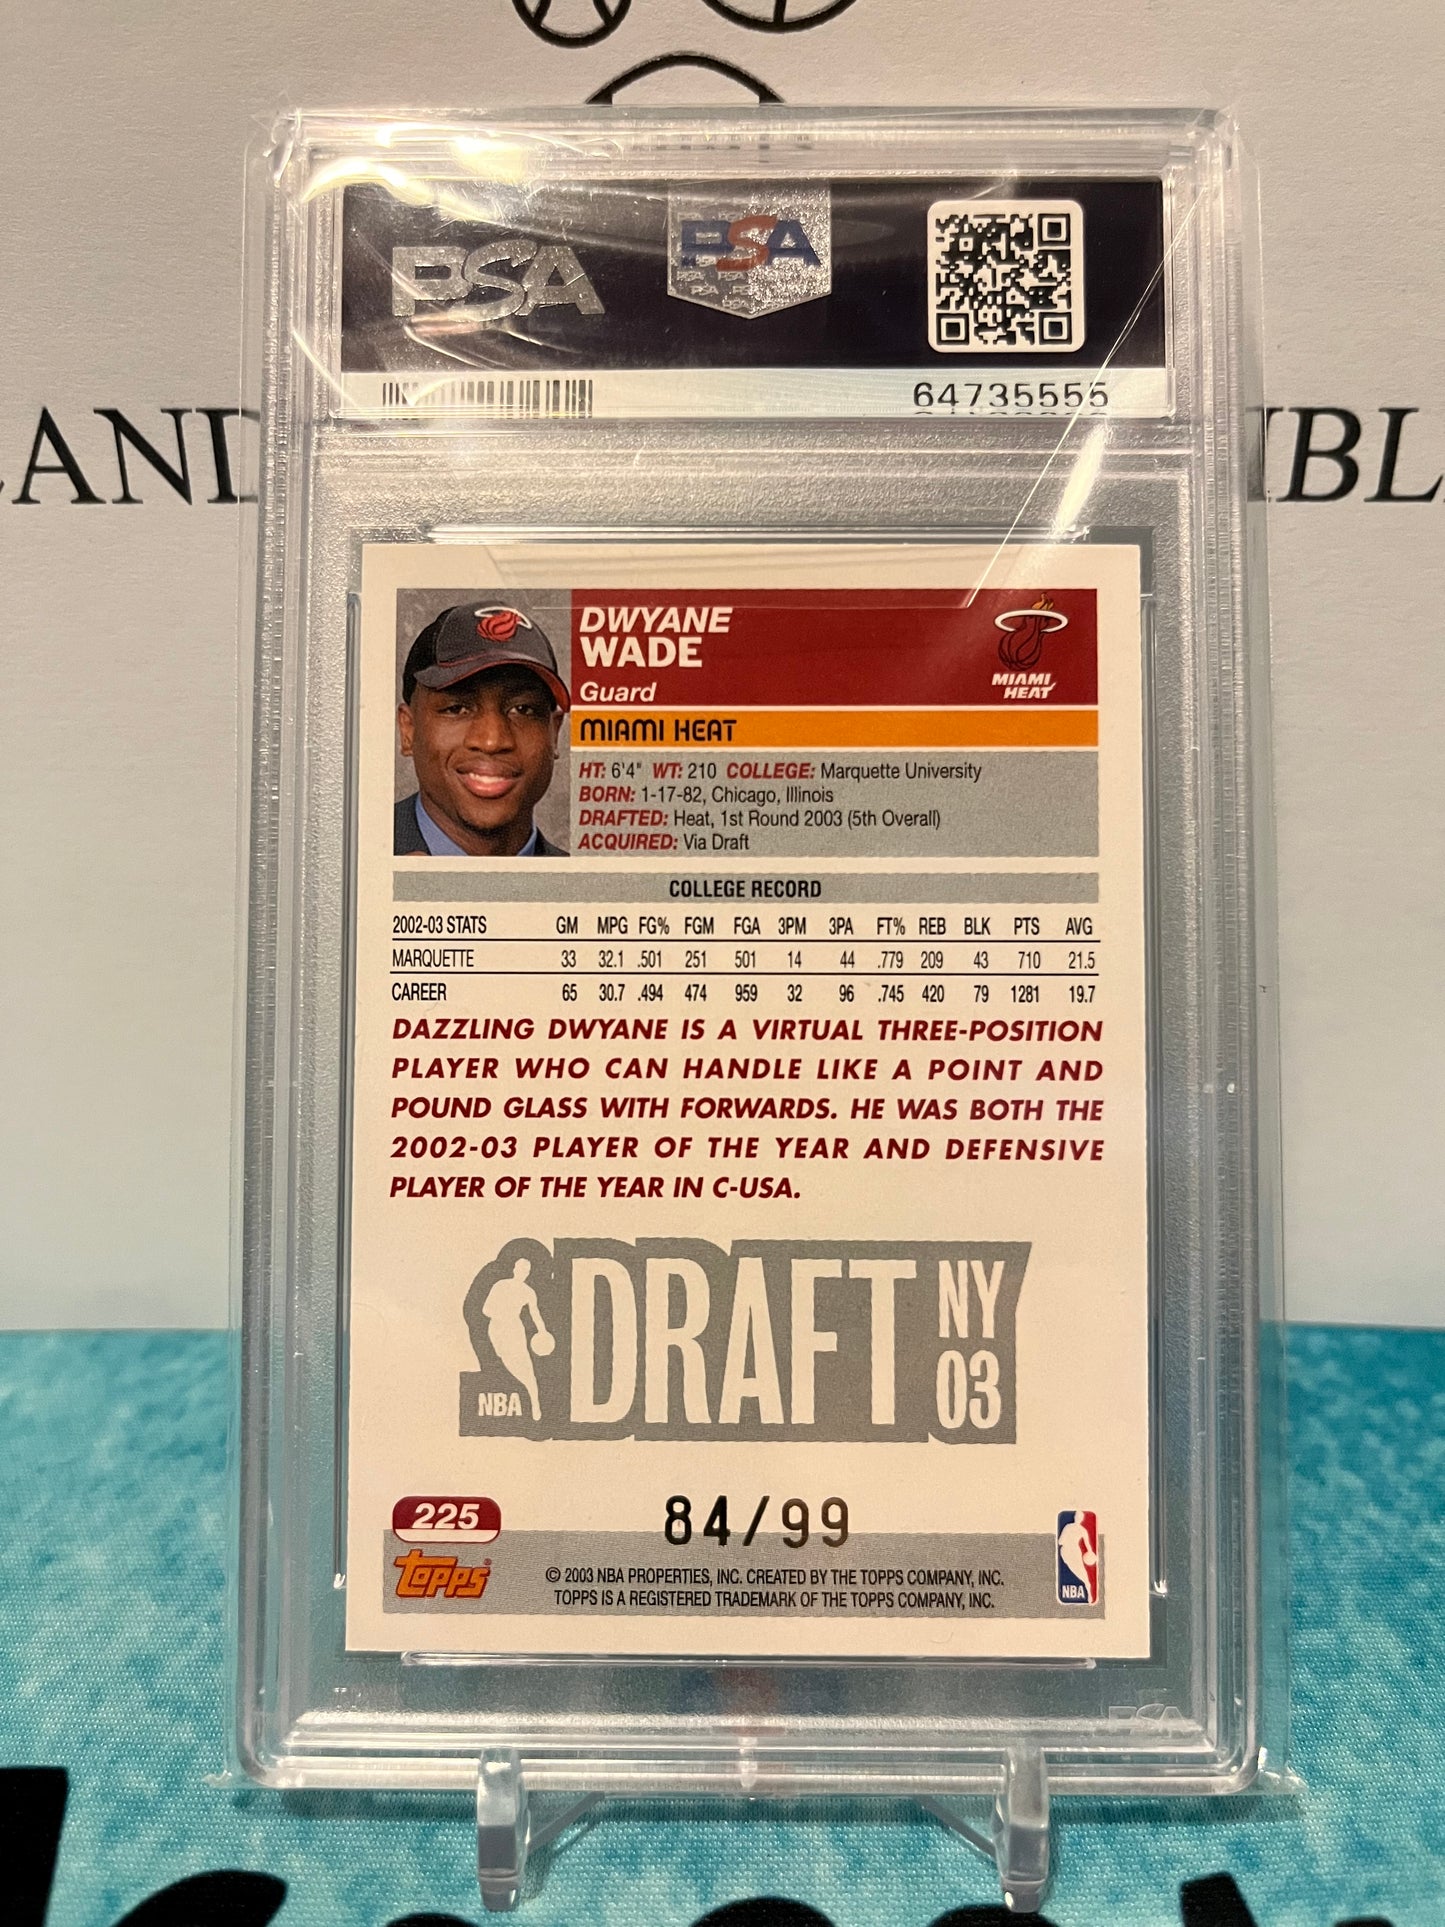 PSA
PSA
64735555
DWYANE
WADE
Guard
MIAMI HEAT
MIAMI
HEAT
HT: 6'4" WT: 210 COLLEGE: Marquette University
BORN: 1-17-82, Chicago, Illinois
DRAFTED: Heat, 1st Round 2003 (5th Overall)
ACQUIRED: Via Draft
COLLEGE RECORD
2002-03 STATS GM MPG FG% FGM FGA 3PM 3PA FT% REB BLK PTS AVG
MARQUETTE 33 32.1 .501 251 501 14 44 .779 209 43 710 21.5
CAREER 65 30.7 .494 474 959 32 96 .745 420 79 1281 19.7
DAZZLING DWYANE IS A VIRTUAL THREE-POSITION
PLAYER WHO CAN HANDLE LIKE A POINT AND
POUND GLASS WITH FORWARDS. HE WAS BOTH THE
2002-03 PLAYER OF THE YEAR AND DEFENSIVE
PLAYER OF THE YEAR IN C-USA.
NBA DRAFT NY
03
225
84/99
topps®
© 2003 NBA PROPERTIES, INC. CREATED BY THE TOPPS COMPANY, INC.
TOPPS IS A REGISTERED TRADEMARK OF THE TOPPS COMPANY, INC.
NBA
PSA